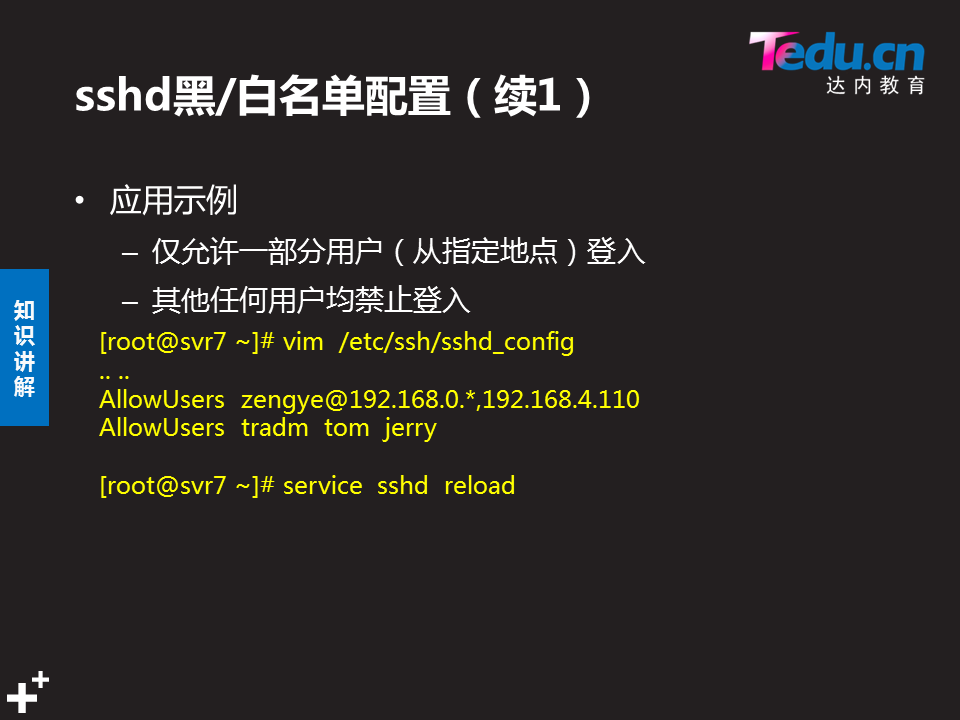 Tedu.cn
达内教育
sshd黑/白名单配置（续1）
• 应用示例
– 仅允许一部分用户（从指定地点）登入
– 其他任何用户均禁止登入
知识讲解
[root@svr7 ~]# vim /etc/ssh/sshd_config
.. ..
AllowUsers zengye@192.168.0.*,192.168.4.110
AllowUsers tradm tom jerry
[root@svr7 ~]# service sshd reload